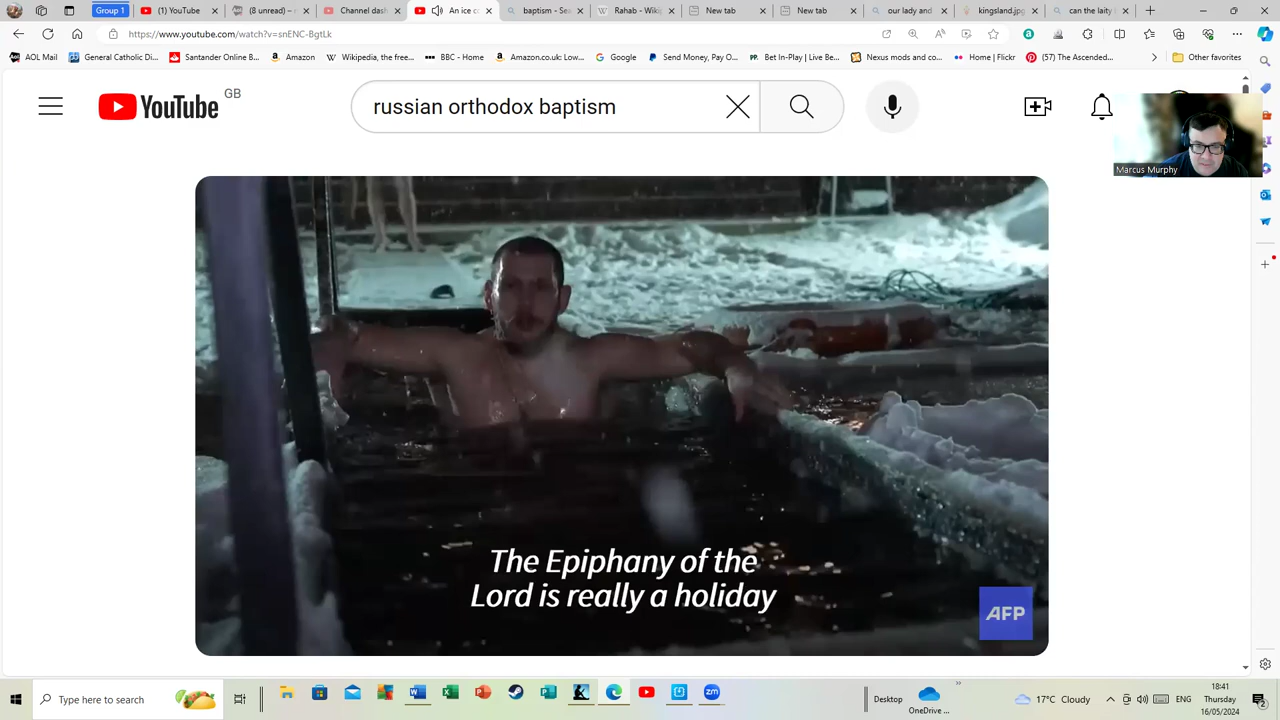 Group 1
(1) YouTube
(8 unread) -
Channel dash
An ice c
baptism - Sea
Rahab - Wiki
New tab
New tab
our lady and
kingsland.jpg
can the laity
https://www.youtube.com/watch?v=snENC-BgtLk
AOL Mail
General Catholic Di...
Santander Online B...
Amazon
Wikipedia, the free...
BBC - Home
Amazon.co.uk: Low...
Google
Send Money, Pay O...
Bet In-Play | Live Be...
Nexus mods and co...
Home | Flickr
(57) The Ascended...
Other favorites
YouTube GB
russian orthodox baptism
Marcus Murphy
The Epiphany of the
Lord is really a holiday
AFP
Type here to search
Desktop
OneDrive ...
17°C Cloudy
ENG
18:41
Thursday
16/05/2024